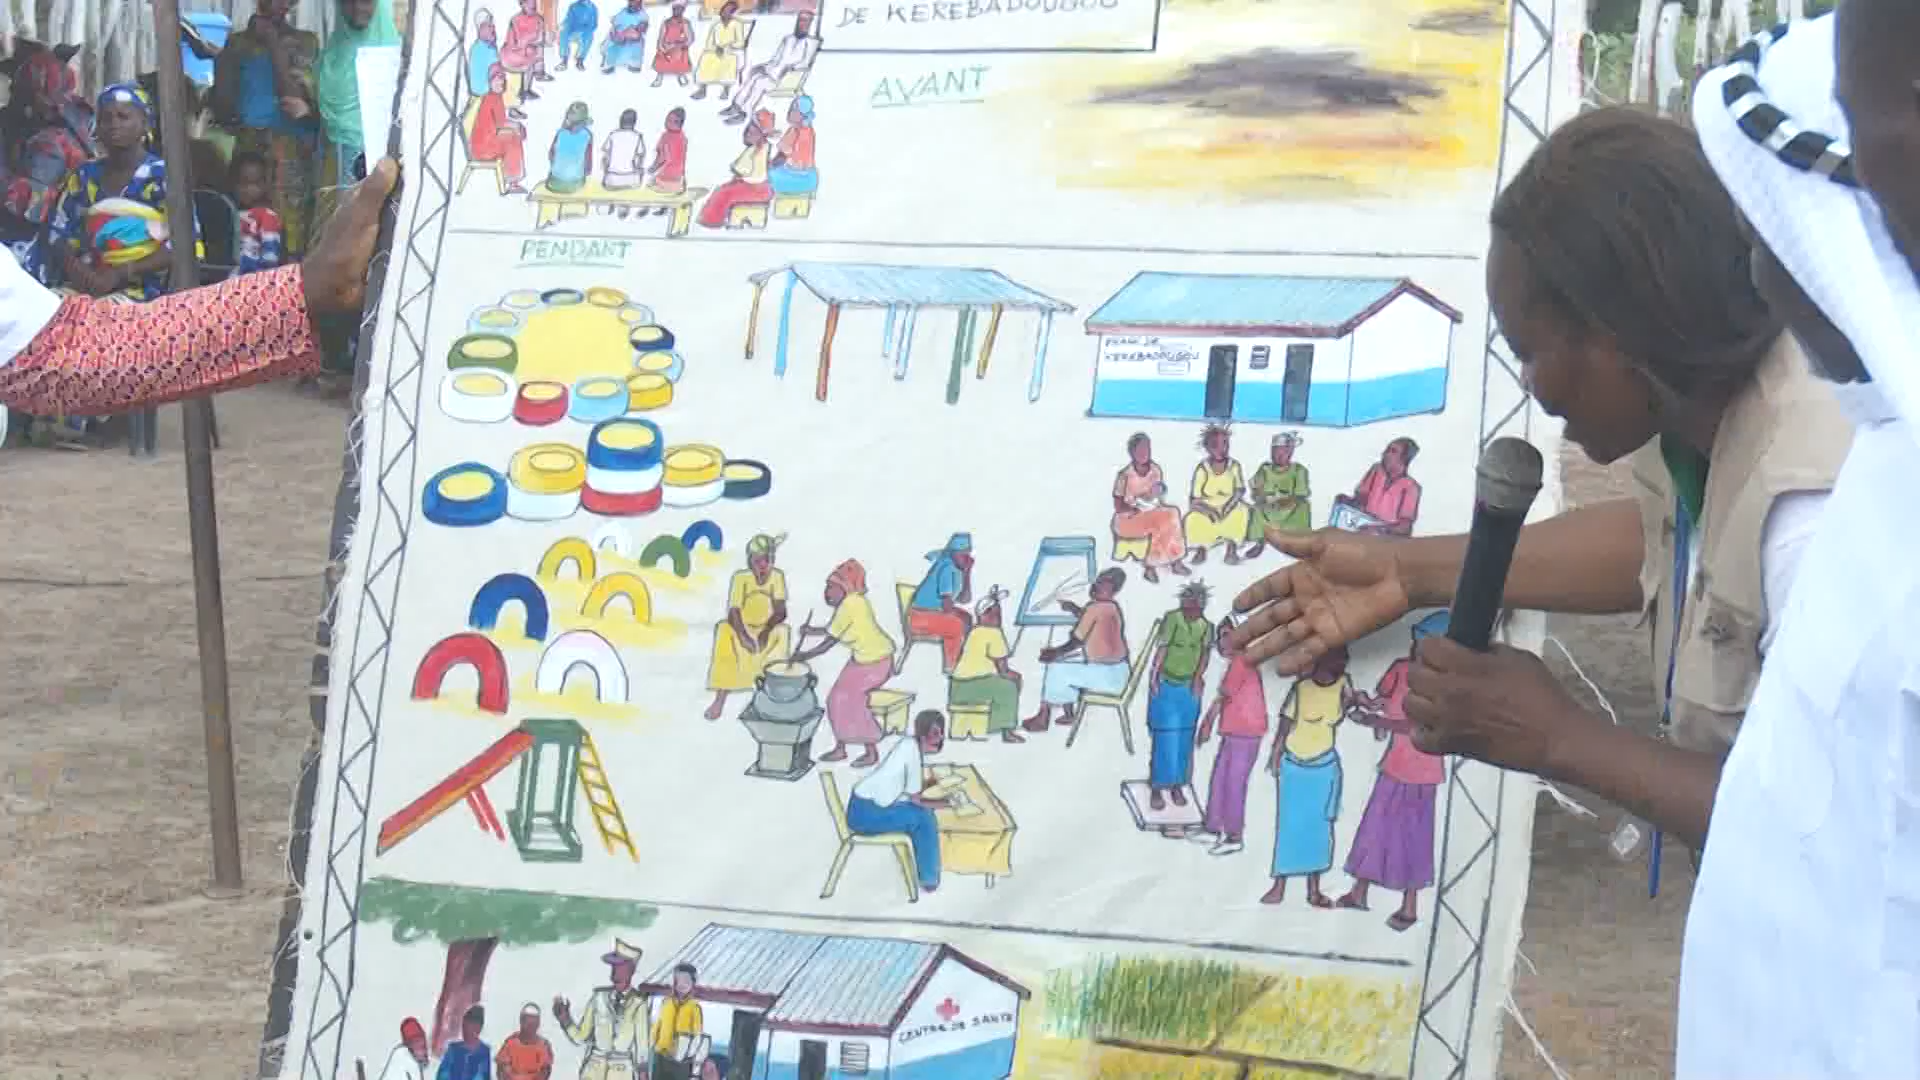 DE KEREBADOUGOU
AVANT
PENDANT
KEREBADOUGOU
CENTRE DE SANTE